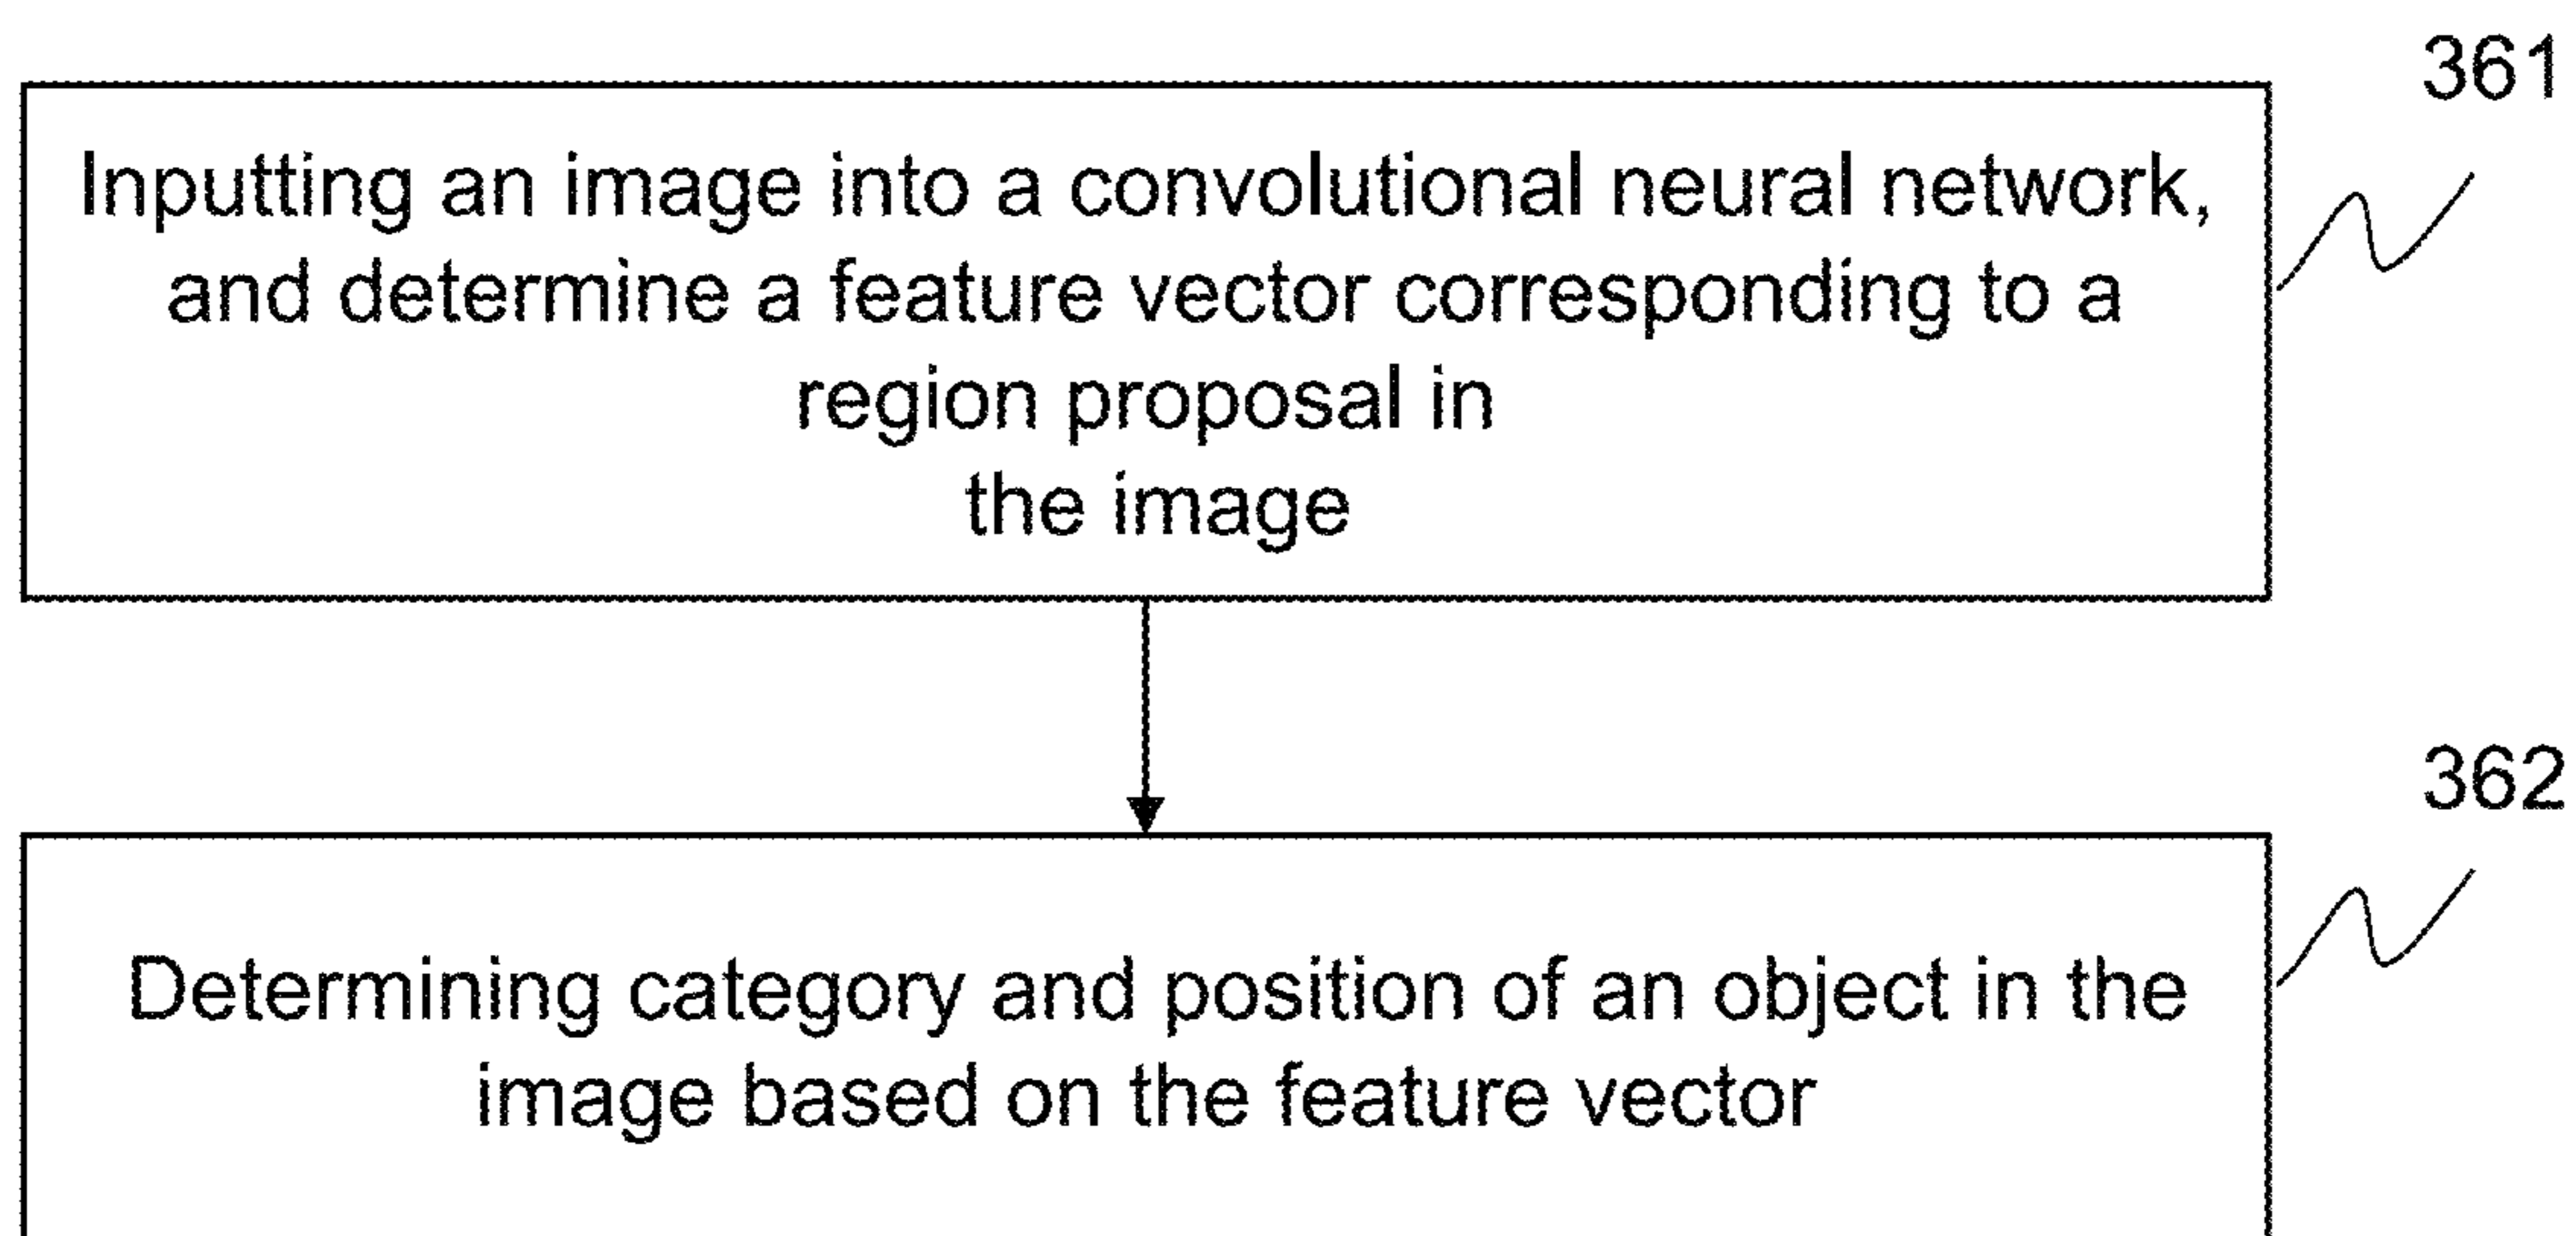 361
Inputting an image into a convolutional neural network,
and determine a feature vector corresponding to a
region proposal in
the image
362
Determining category and position of an object in the
image based on the feature vector